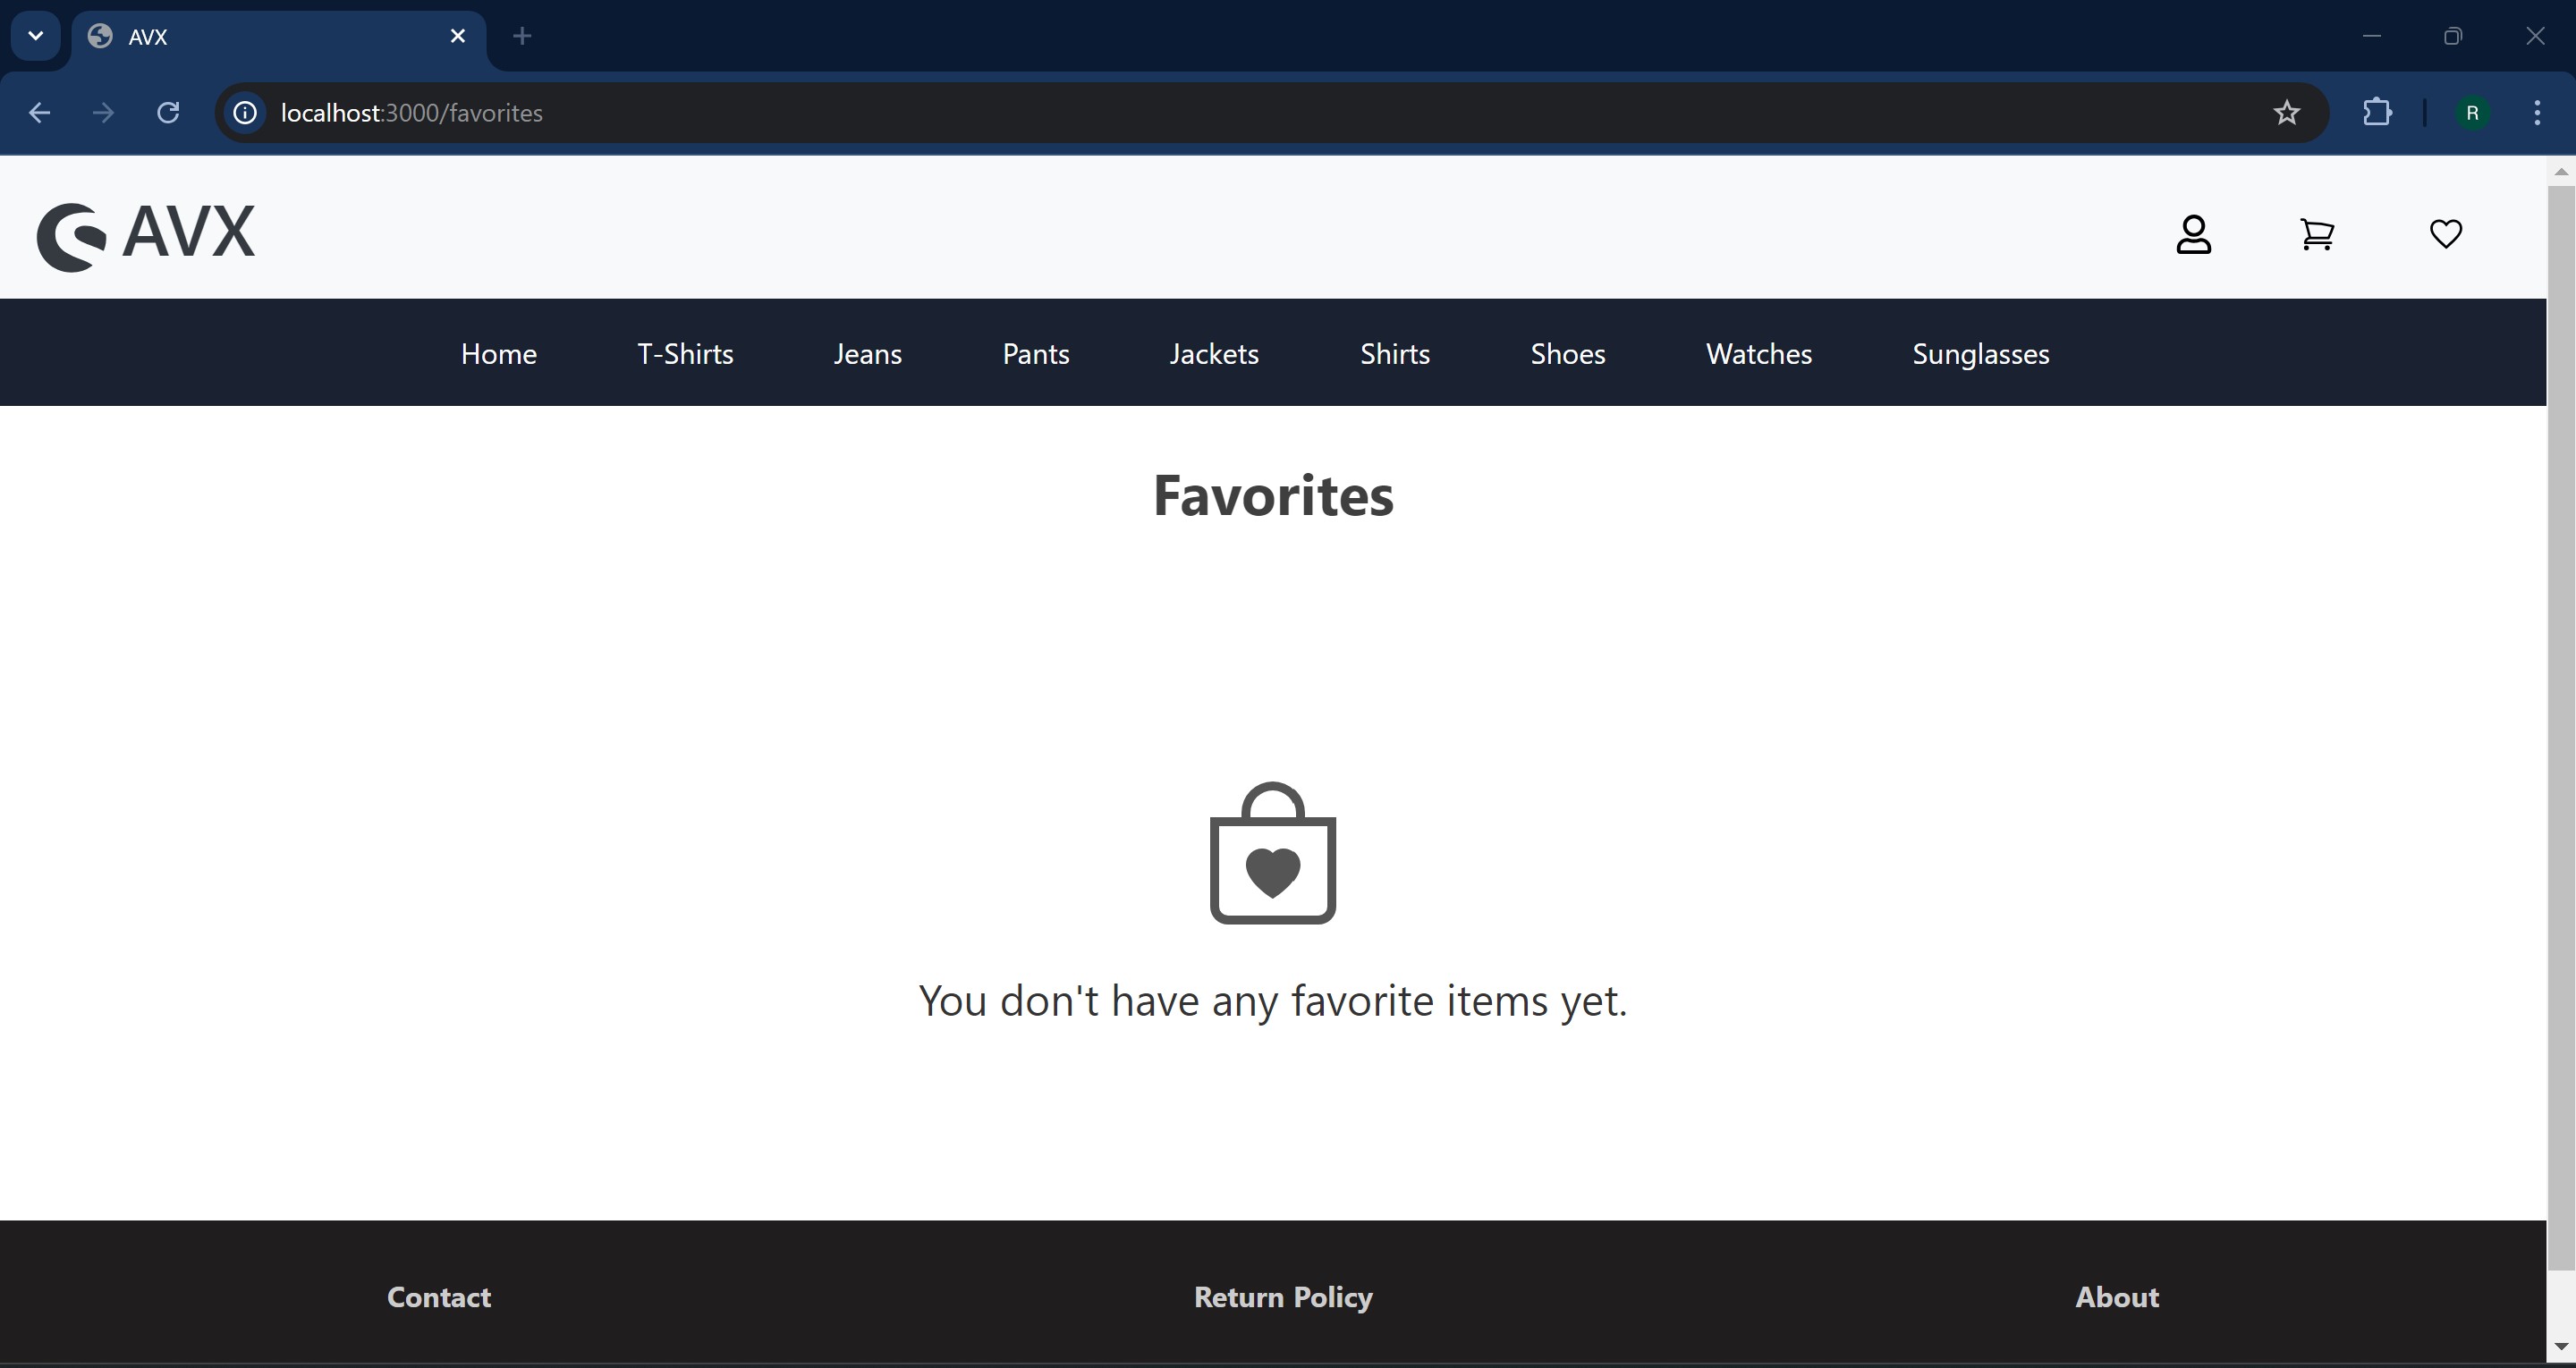 AVX
localhost:3000/favorites
R
AVX
Home T-Shirts Jeans Pants Jackets Shirts Shoes Watches Sunglasses
Favorites
You don't have any favorite items yet.
Contact Return Policy About